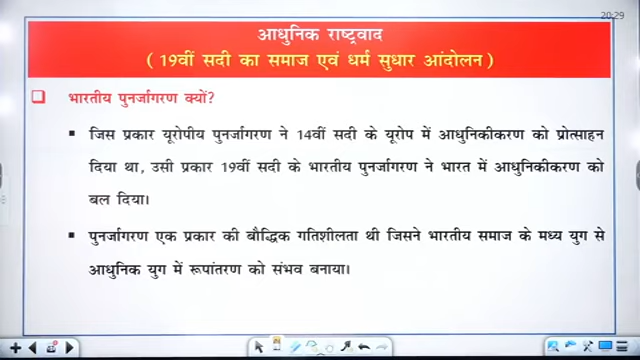 20:29
आधुनिक राष्ट्रवाद
( 19वीं सदी का समाज एवं धर्म सुधार आंदोलन )
भारतीय पुनर्जागरण क्यों?
जिस प्रकार यूरोपीय पुनर्जागरण ने 14वीं सदी के यूरोप में आधुनिकीकरण को प्रोत्साहन
दिया था, उसी प्रकार 19वीं सदी के भारतीय पुनर्जागरण ने भारत में आधुनिकीकरण को
बल दिया।
पुनर्जागरण एक प्रकार की बौद्धिक गतिशीलता थी जिसने भारतीय समाज के मध्य युग से
आधुनिक युग में रूपांतरण को संभव बनाया।